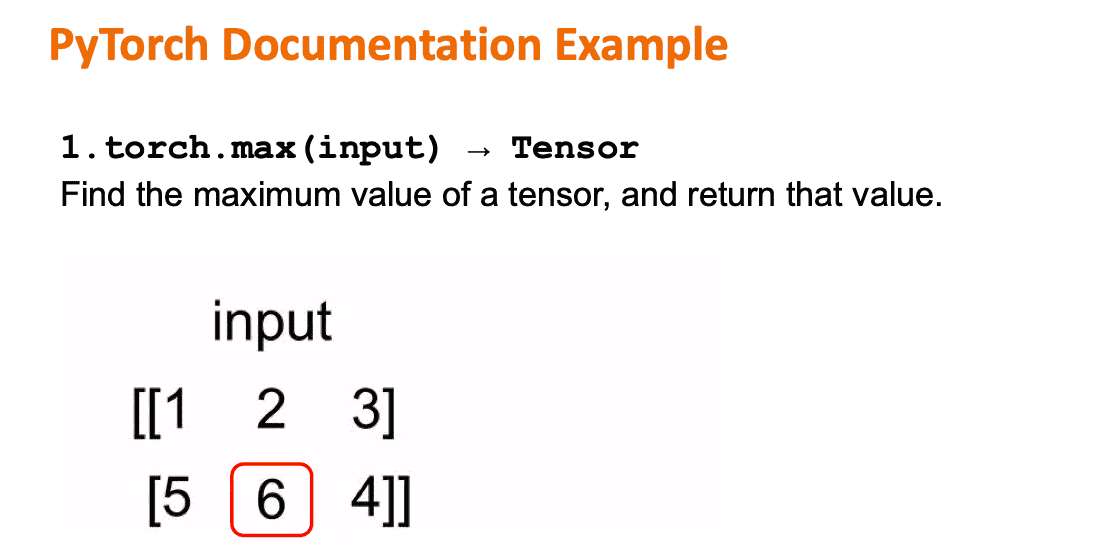 PyTorch Documentation Example
1.torch.max(input) → Tensor
Find the maximum value of a tensor, and return that value.
input
[[1 2 3]
[5 6 4]]